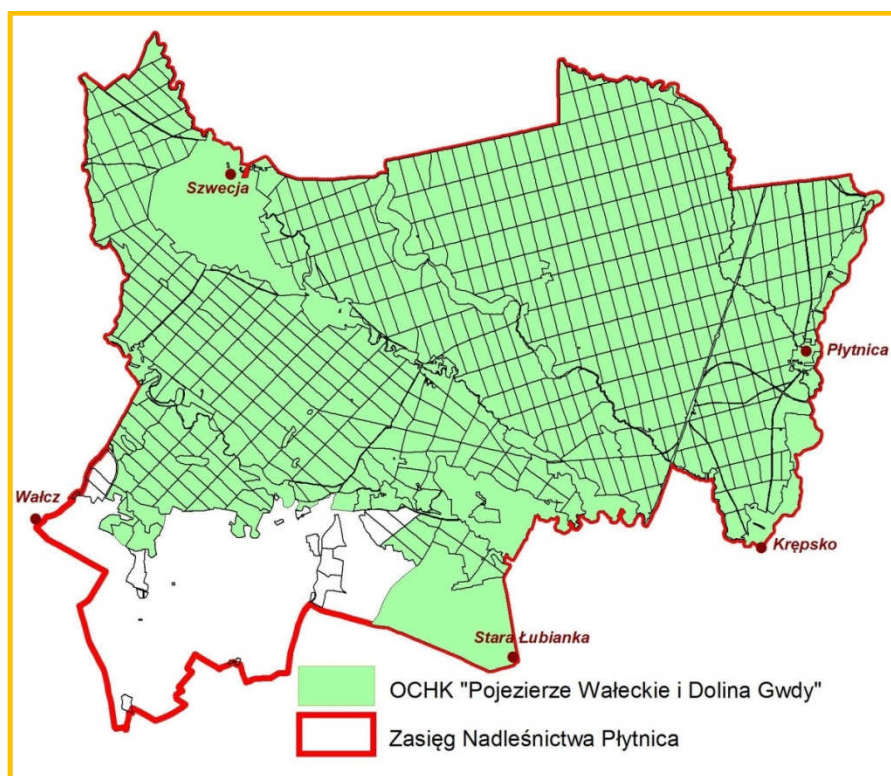 Szwecja
Płytnica
Wałcz
Krępsko
Stara Łubianka
OCHK "Pojezierze Wałeckie i Dolina Gwdy"
Zasięg Nadleśnictwa Płytnica